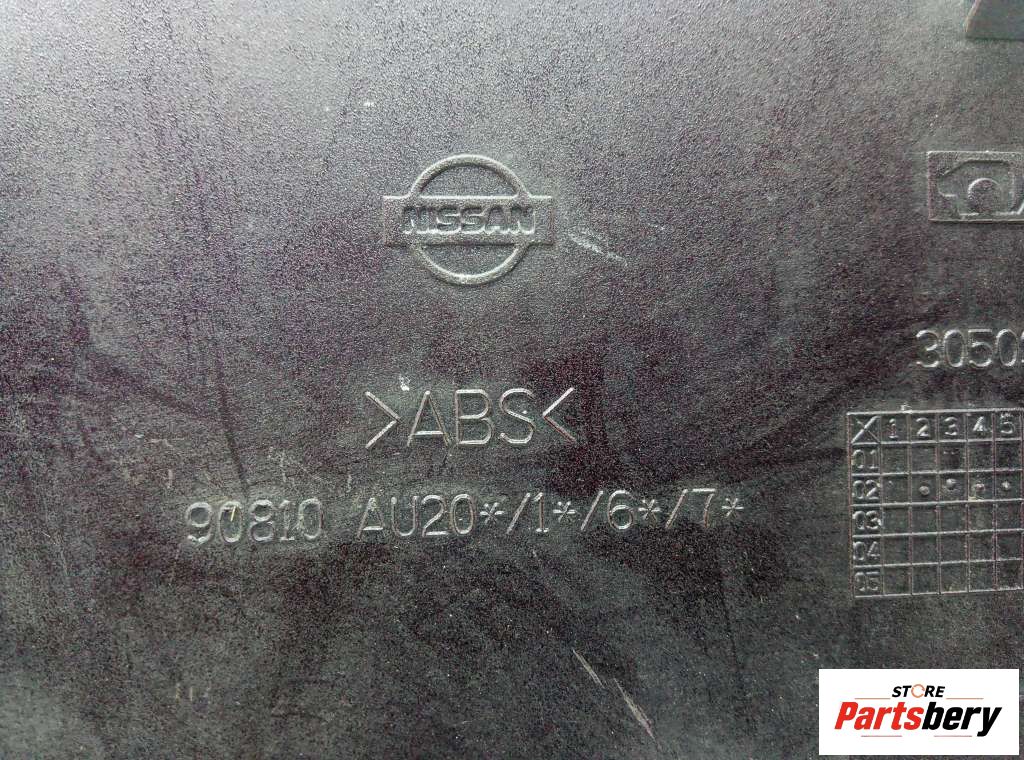 NISSAN
>ABS<
90810 AU20*/1*/6*/7*
3050
X 1 2 3 4 5
01
02
03
04
05
STORE
Partsbery